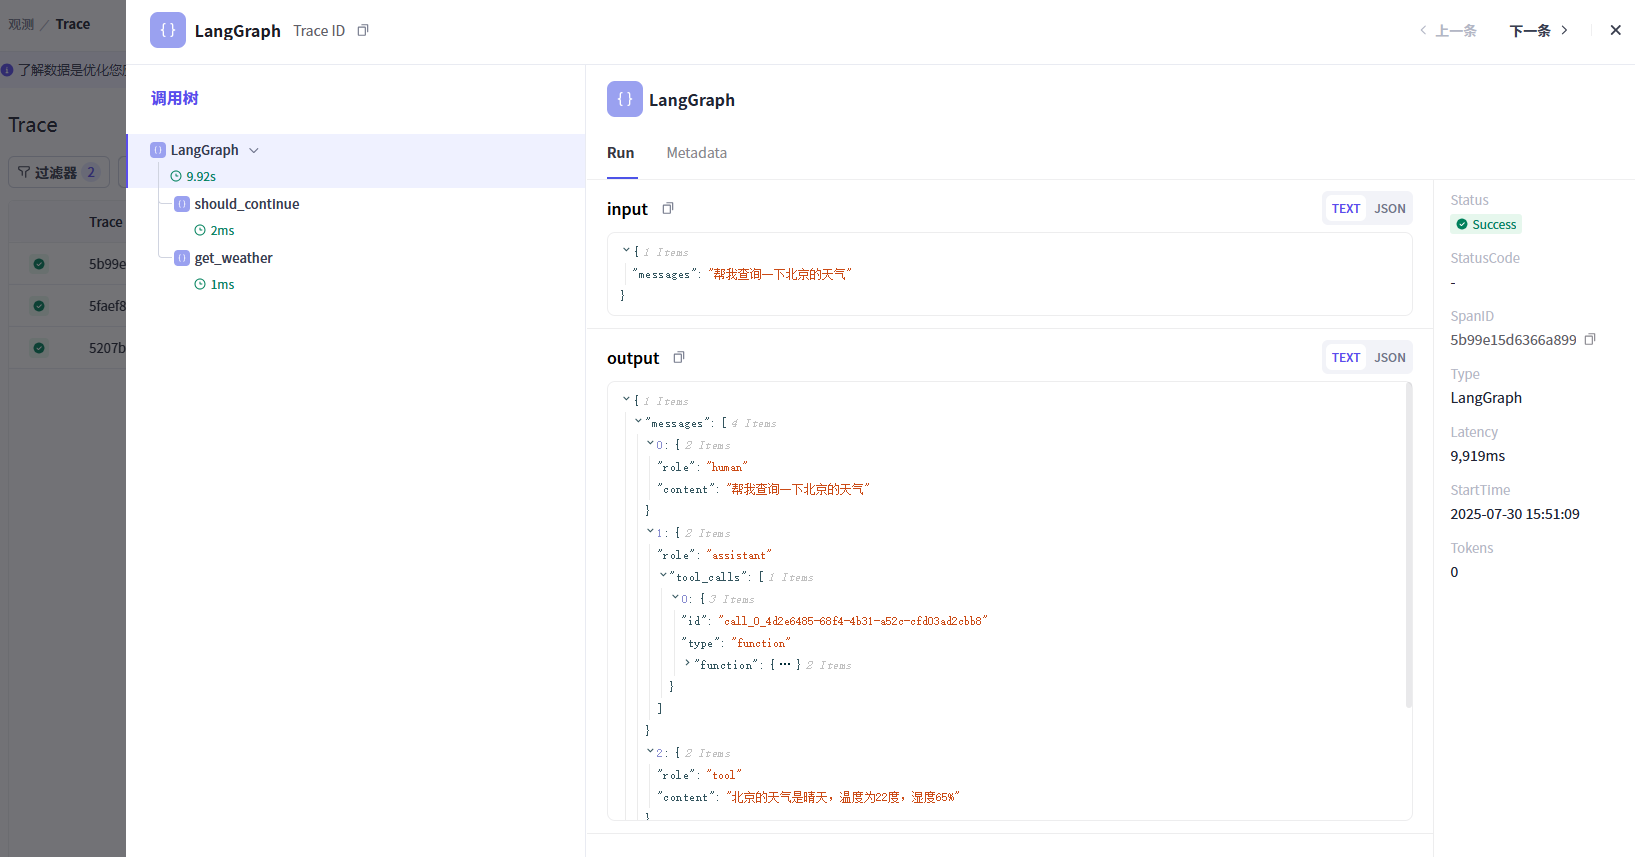 观测 / Trace
了解数据是优化您
Trace
过滤器 2
Trace
5b99e
5faef8
5207b
LangGraph Trace ID
上一条 下一条
调用树
LangGraph
9.92s
should_continue
2ms
get_weather
1ms
LangGraph
Run Metadata
input
TEXT JSON
{ 1 Items
"messages": "帮我查询一下北京的天气"
}
output
TEXT JSON
{ 1 Items
"messages": [ 4 Items
0: { 2 Items
"role": "human"
"content": "帮我查询一下北京的天气"
}
1: { 2 Items
"role": "assistant"
"tool_calls": [ 1 Items
0: { 3 Items
"id": "call_0_4d2e6485-68f4-4b31-a52c-cfd03ad2cbb8"
"type": "function"
"function": { ··· } 2 Items
}
]
}
2: { 2 Items
"role": "tool"
"content": "北京的天气是晴天，温度为22度，湿度65%"
}
Status
Success
StatusCode
-
SpanID
5b99e15d6366a899
Type
LangGraph
Latency
9,919ms
StartTIme
2025-07-30 15:51:09
Tokens
0